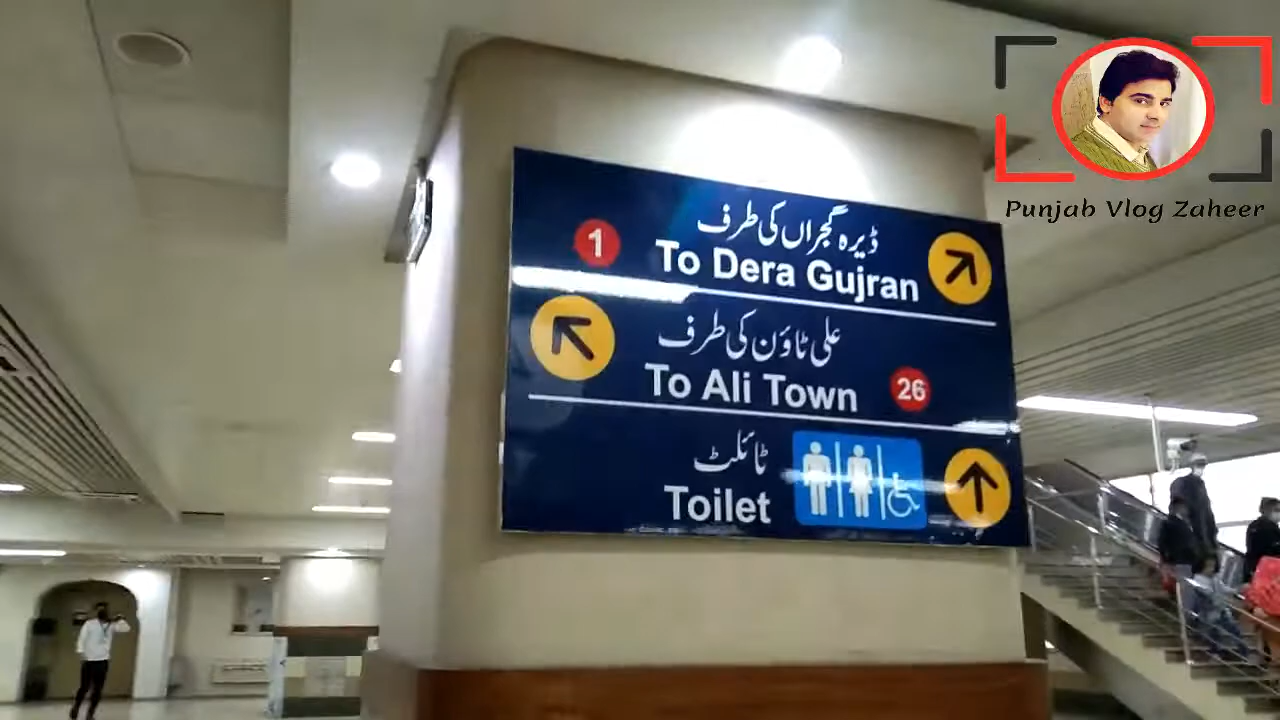 Punjab Vlog Zaheer
ڈیرہ گجراں کی طرف
1 To Dera Gujran
علی ٹاؤن کی طرف
To Ali Town 26
ٹائلٹ
Toilet